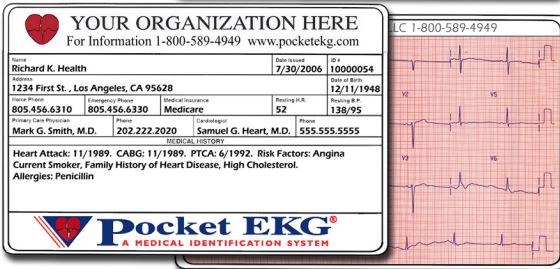 YOUR ORGANIZATION HERE
For Information 1-800-589-4949 www.pocketekg.com
Name Date Issued ID #
Richard K. Health 7/30/2006 10000054
Address Date of Birth
1234 First St. , Los Angeles, CA 95628 12/11/1948
Home Phone Emergency Phone Medical Insurance Resting H.R. Resting B.P.
805.456.6310 805.456.6330 Medicare 52 138/95
Primary Care Physician Phone Cardiologist Phone
Mark G. Smith, M.D. 202.222.2020 Samuel G. Heart, M.D. 555.555.5555
MEDICAL HISTORY
Heart Attack: 11/1989. CABG: 11/1989. PTCA: 6/1992. Risk Factors: Angina
Current Smoker, Family History of Heart Disease, High Cholesterol.
Allergies: Penicillin
Pocket EKG®
A MEDICAL IDENTIFICATION SYSTEM
LLC 1-800-589-4949
V2 V5
V3 V6